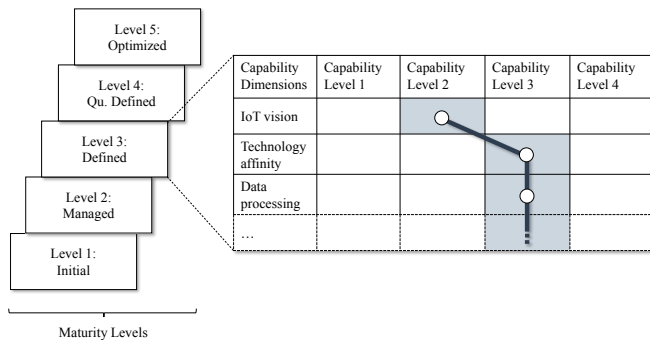 Level 5:
Optimized
Level 4:
Qu. Defined
Level 3:
Defined
Level 2:
Managed
Level 1:
Initial
Maturity Levels
Capability Dimensions
Capability Level 1
Capability Level 2
Capability Level 3
Capability Level 4
IoT vision
Technology affinity
Data processing
...